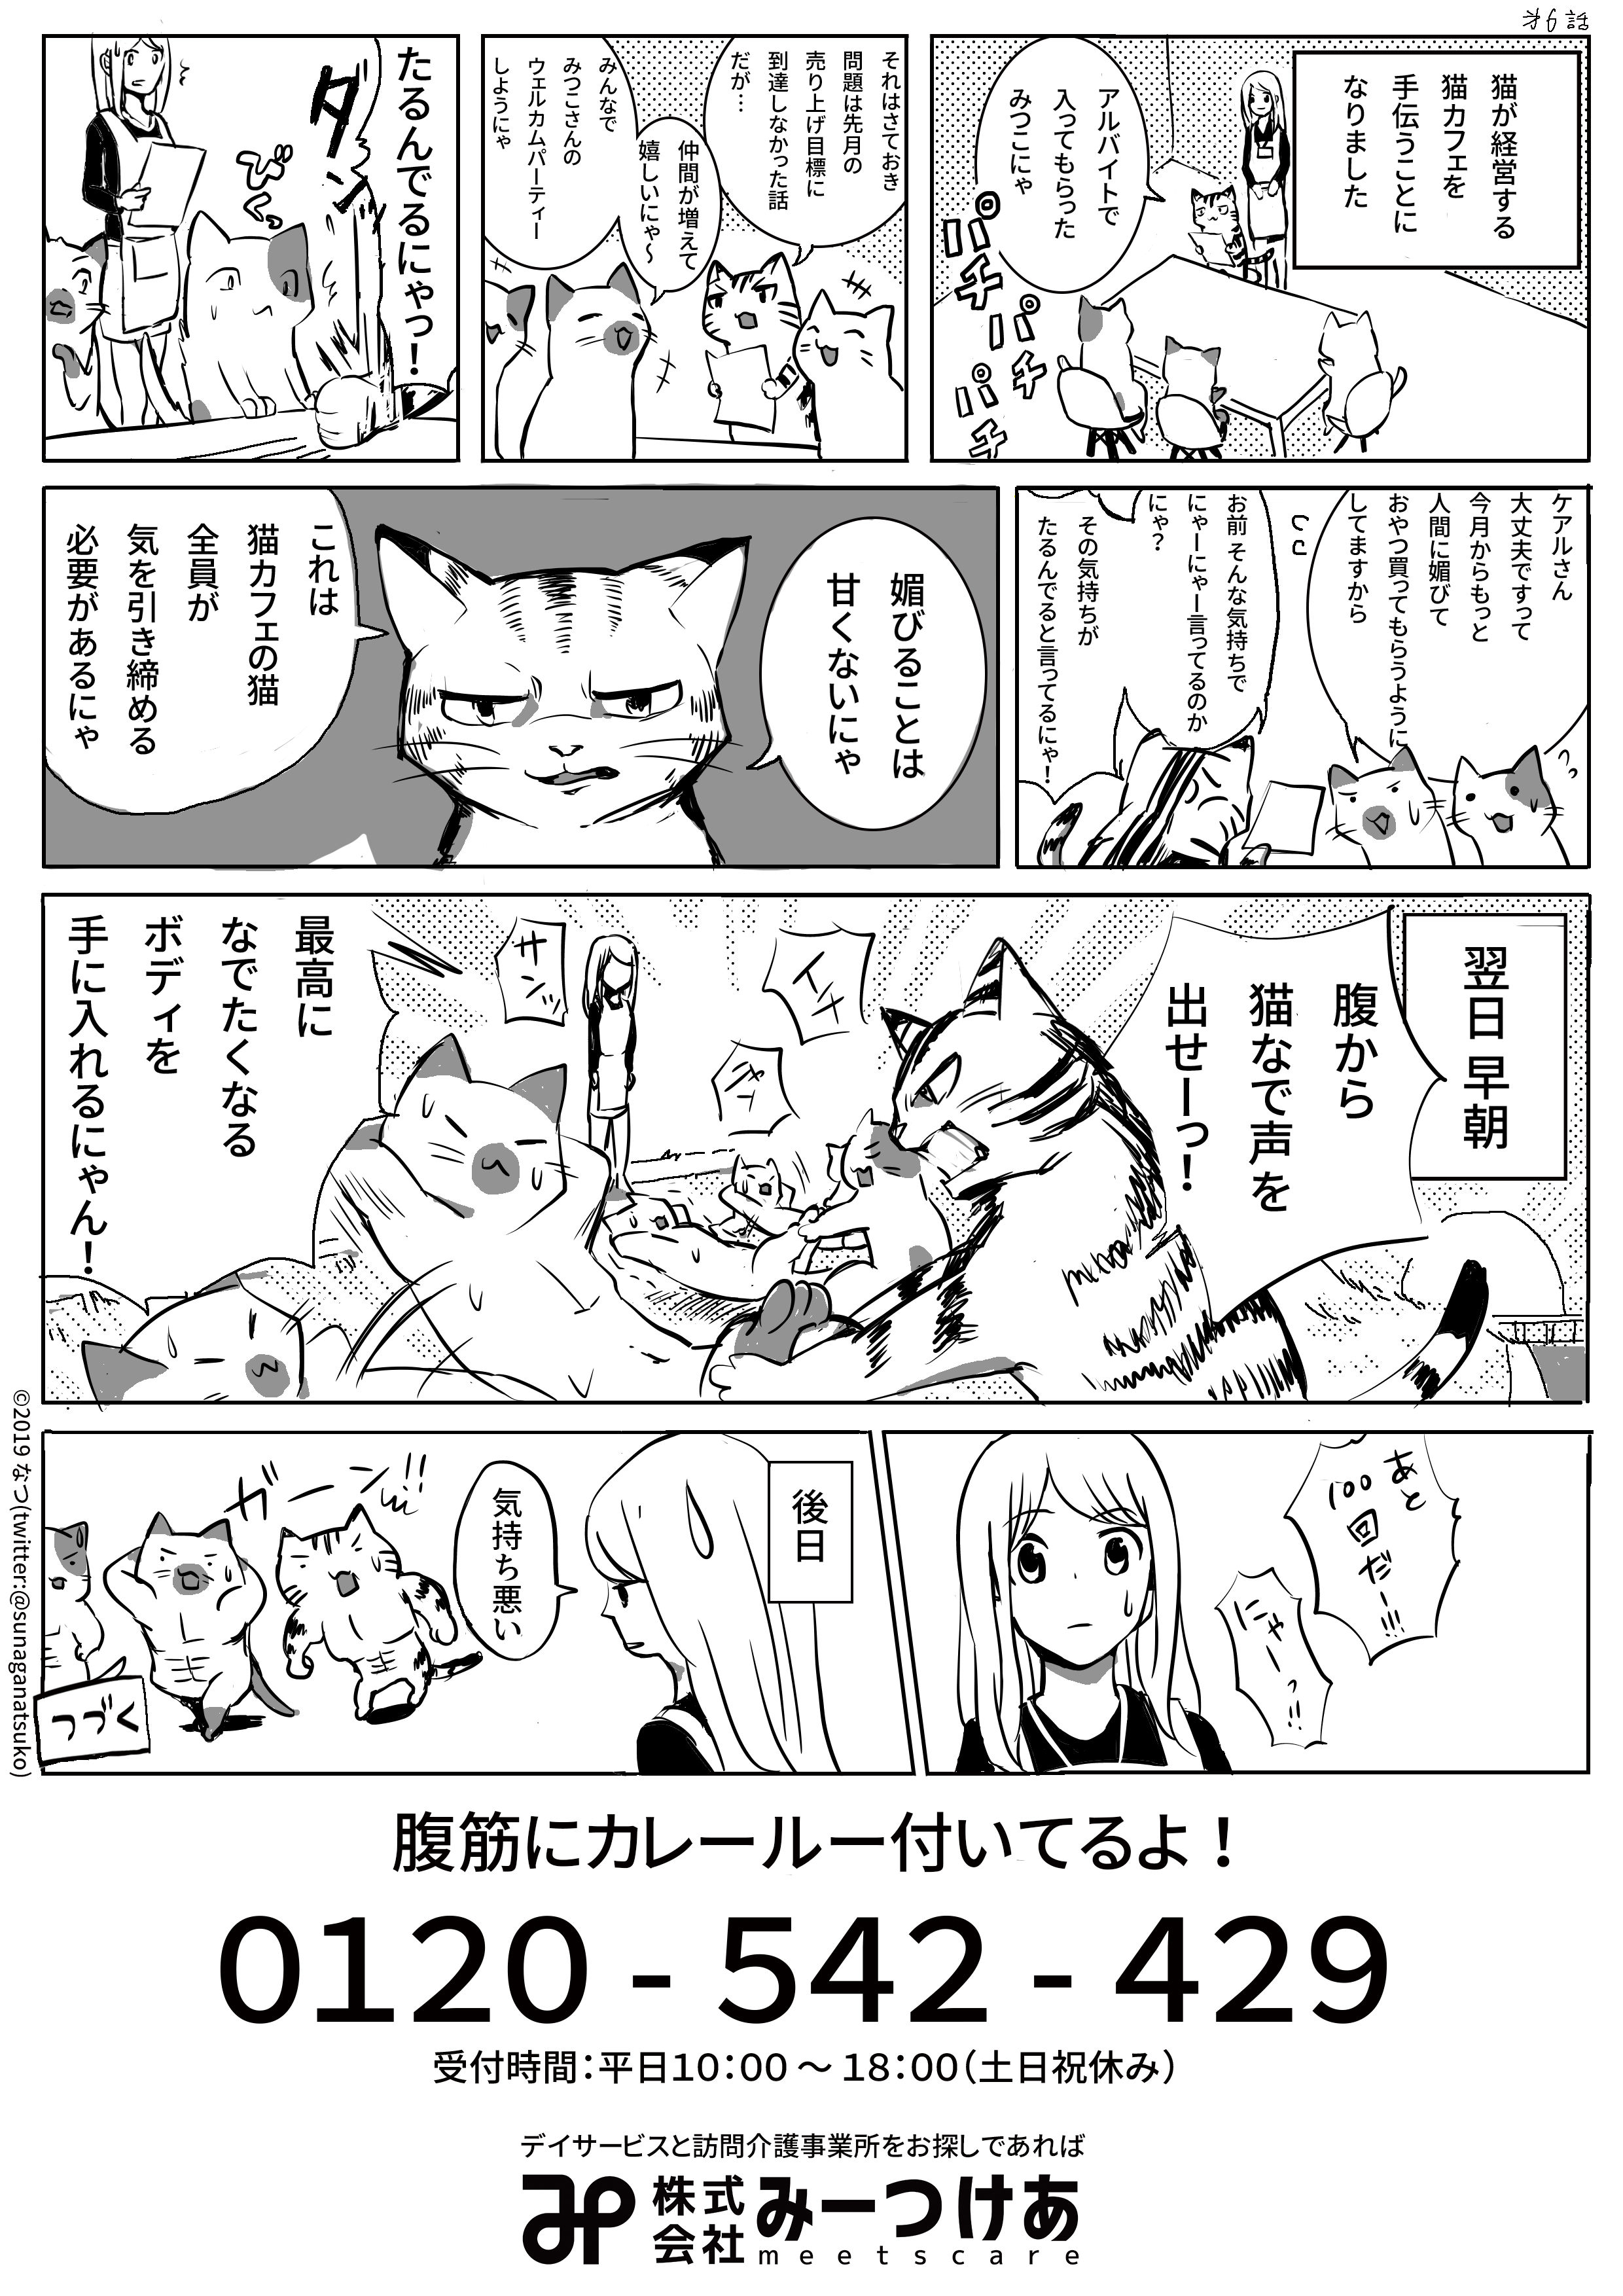 第6話
猫が経営する
猫カフェを
手伝うことに
なりました
アルバイトで
入ってもらった
みつこにゃ
パチパチパチ
それはさておき
問題は先月の
売り上げ目標に
到達しなかった話
だが…
仲間が増えて
嬉しいにゃ〜
みんなで
みつこさんの
ウェルカムパーティー
しようにゃ
たるんでるにゃっ！
ダン
びくっ
ケアルさん
大丈夫ですって
今月からもっと
人間に媚びて
おやつ買ってもらうように
してますから
お前 そんな気持ちで
にゃーにゃー言ってるのか
にゃ？
その気持ちが
たるんでると言ってるにゃ！
媚びることは
甘くないにゃ
これは
猫カフェの猫
全員が
気を引き締める
必要があるにゃ
翌日 早朝
腹から
猫なで声を
出せーっ！
イチ
ニャ
サンッ
最高に
なでたくなる
ボディを
手に入れるにゃん！
あと
100
回
だー!!!
にゃーっ!!
後日
気持ち悪い
ガーン!!
つづく
©2019 なつ(twitter:@sunaganatsuko)
腹筋にカレールー付いてるよ！
0120 - 542 - 429
受付時間：平日10：00 〜 18：00（土日祝休み）
デイサービスと訪問介護事業所をお探しであれば
株式会社 みーつけあ
meetscare